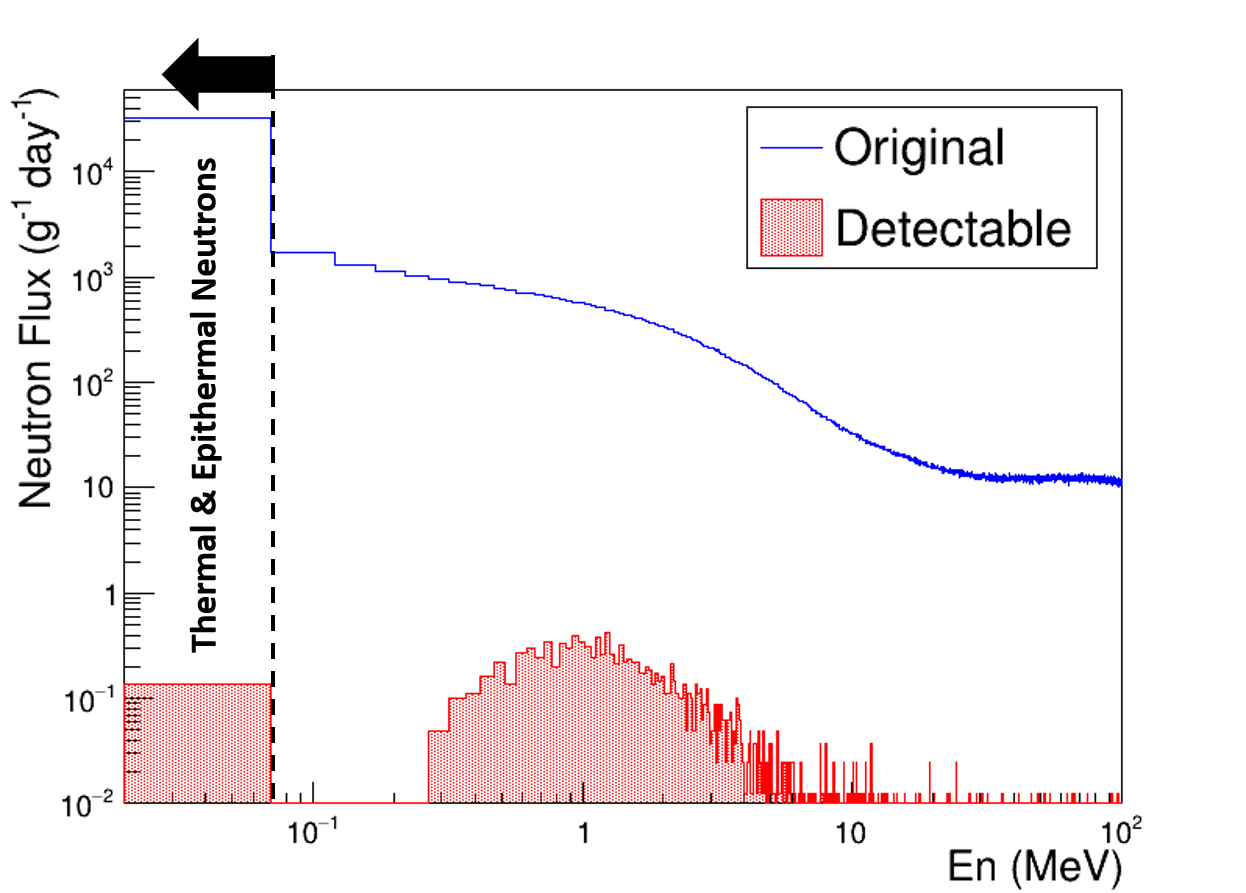 Neutron Flux (g⁻¹ day⁻¹)
Thermal & Epithermal Neutrons
Original
Detectable
10⁴
10³
10²
10
1
10⁻¹
10⁻²
10⁻¹
1
10
10²
En (MeV)